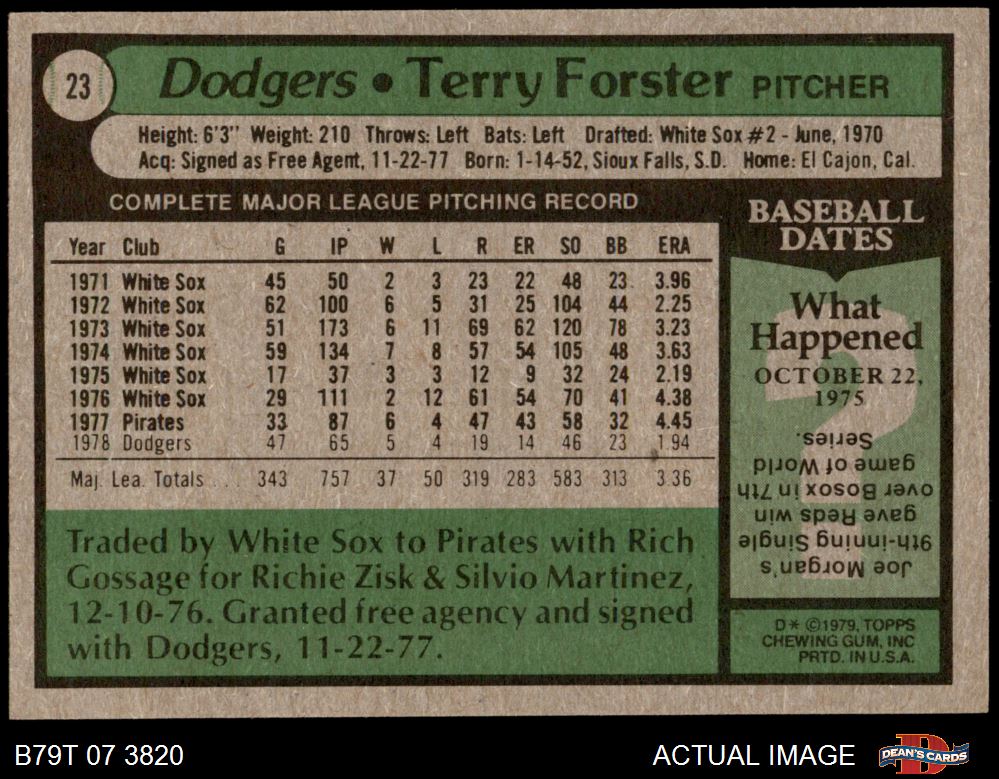 23
Dodgers • Terry Forster PITCHER
Height: 6'3" Weight: 210 Throws: Left Bats: Left Drafted: White Sox #2 - June, 1970
Acq: Signed as Free Agent, 11-22-77 Born: 1-14-52, Sioux Falls, S.D. Home: El Cajon, Cal.
COMPLETE MAJOR LEAGUE PITCHING RECORD
Year Club G IP W L R ER SO BB ERA
1971 White Sox 45 50 2 3 23 22 48 23 3.96
1972 White Sox 62 100 6 5 31 25 104 44 2.25
1973 White Sox 51 173 6 11 69 62 120 78 3.23
1974 White Sox 59 134 7 8 57 54 105 48 3.63
1975 White Sox 17 37 3 3 12 9 32 24 2.19
1976 White Sox 29 111 2 12 61 54 70 41 4.38
1977 Pirates 33 87 6 4 47 43 58 32 4.45
1978 Dodgers 47 65 5 4 19 14 46 23 1.94
Maj. Lea. Totals ... 343 757 37 50 319 283 583 313 3.36
Traded by White Sox to Pirates with Rich
Gossage for Richie Zisk & Silvio Martinez,
12-10-76. Granted free agency and signed
with Dodgers, 11-22-77.
BASEBALL
DATES
What
Happened
OCTOBER 22,
1975
Joe Morgan's
9th-inning Single
gave Reds win
over Bosox in 7th
game of World
Series.
D* ©1979, TOPPS
CHEWING GUM, INC
PRTD. IN U.S.A.
B79T 07 3820
ACTUAL IMAGE
DEAN'S CARDS